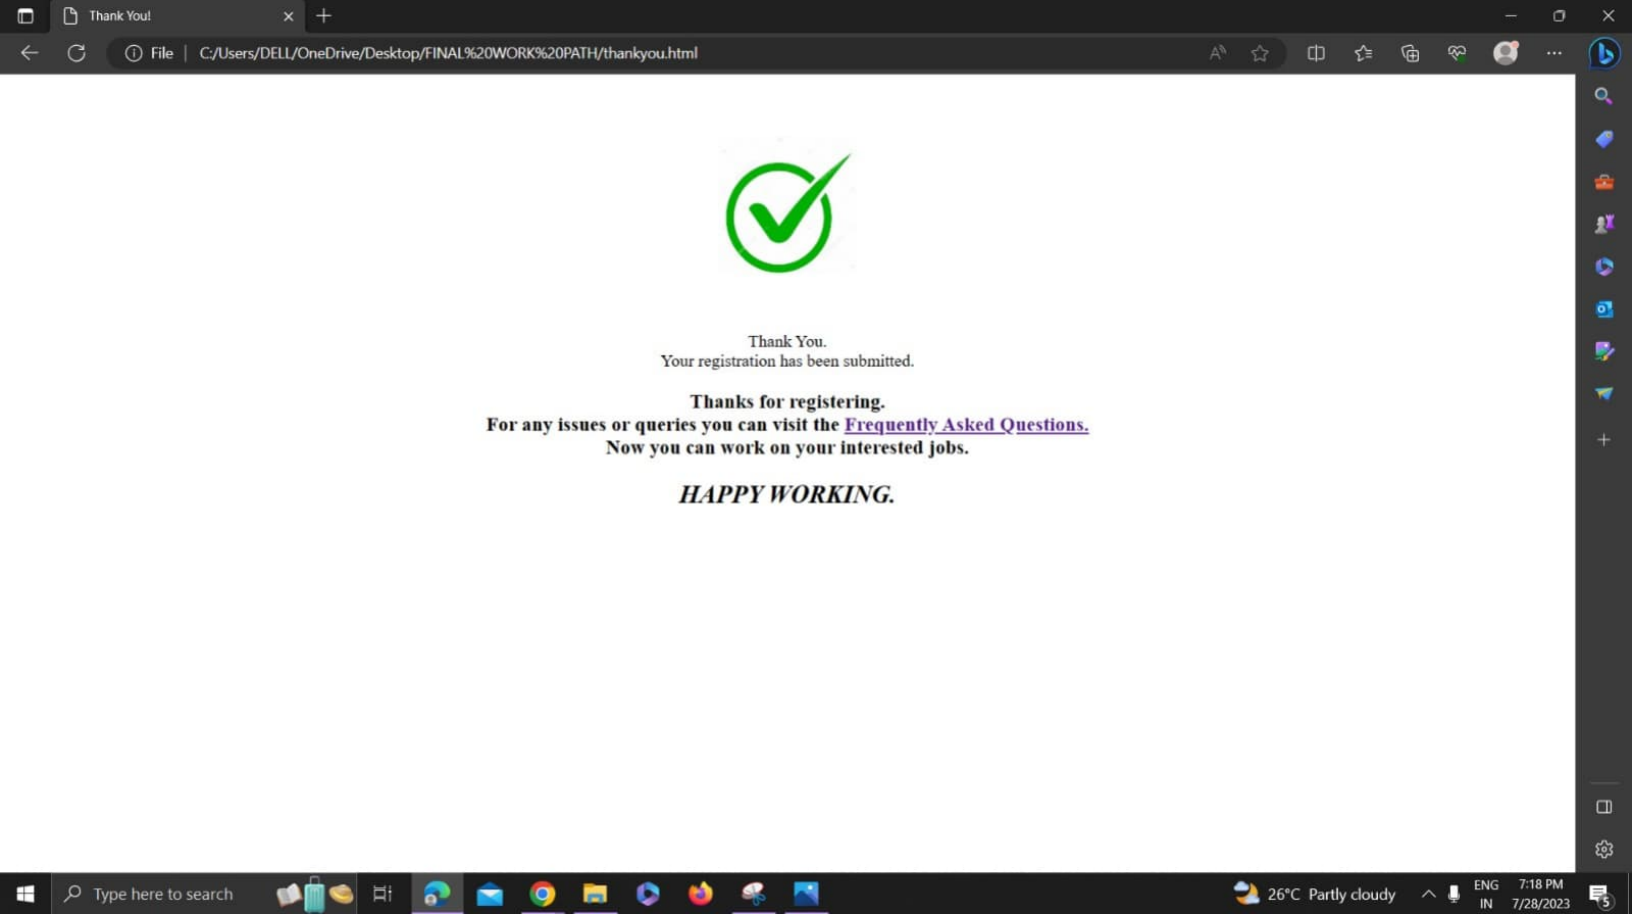 Thank You!
File
C:/Users/DELL/OneDrive/Desktop/FINAL%20WORK%20PATH/thankyou.html
Thank You.
Your registration has been submitted.
Thanks for registering.
For any issues or queries you can visit the Frequently Asked Questions.
Now you can work on your interested jobs.
HAPPY WORKING.
Type here to search
26°C Partly cloudy
ENG
IN
7:18 PM
7/28/2023
5